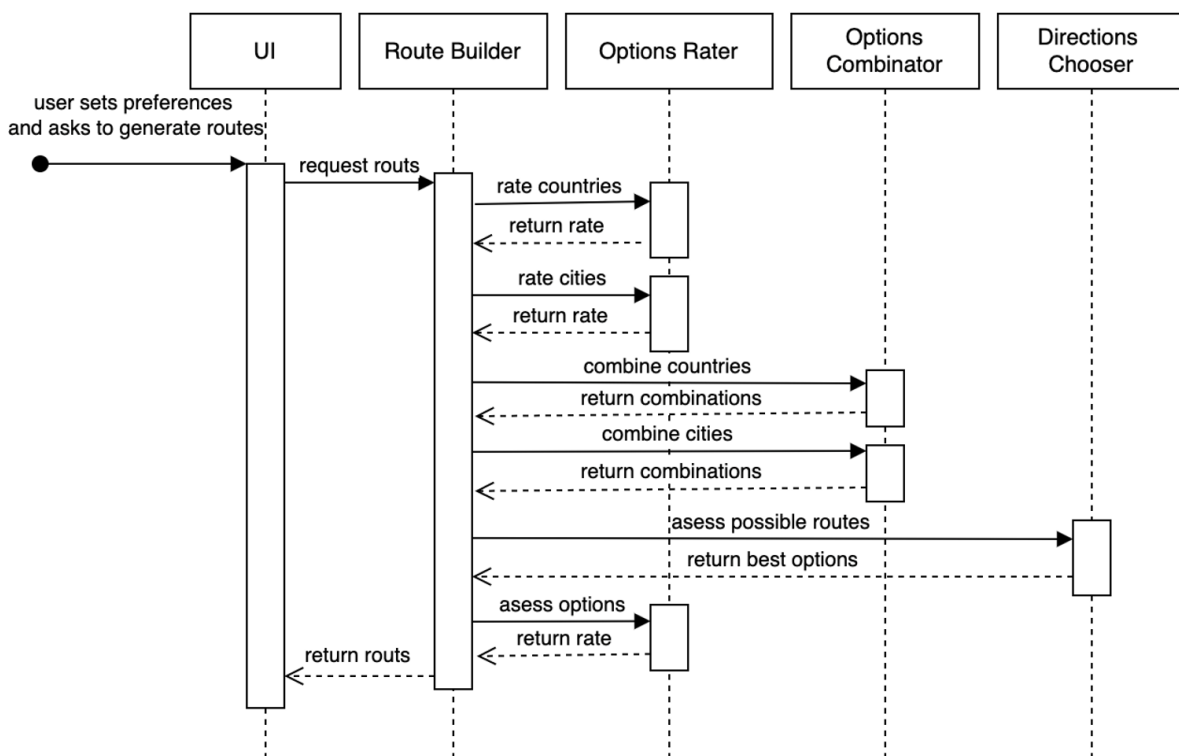 UI
Route Builder
Options Rater
Options
Combinator
Directions
Chooser
user sets preferences
and asks to generate routes
request routs
rate countries
return rate
rate cities
return rate
combine countries
return combinations
combine cities
return combinations
asess possible routes
return best options
asess options
return rate
return routs